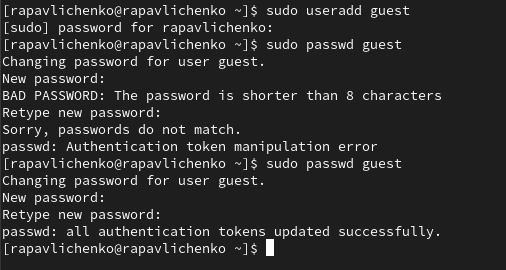 [rapavlichenko@rapavlichenko ~]$ sudo useradd guest
[sudo] password for rapavlichenko:
[rapavlichenko@rapavlichenko ~]$ sudo passwd guest
Changing password for user guest.
New password:
BAD PASSWORD: The password is shorter than 8 characters
Retype new password:
Sorry, passwords do not match.
passwd: Authentication token manipulation error
[rapavlichenko@rapavlichenko ~]$ sudo passwd guest
Changing password for user guest.
New password:
Retype new password:
passwd: all authentication tokens updated successfully.
[rapavlichenko@rapavlichenko ~]$